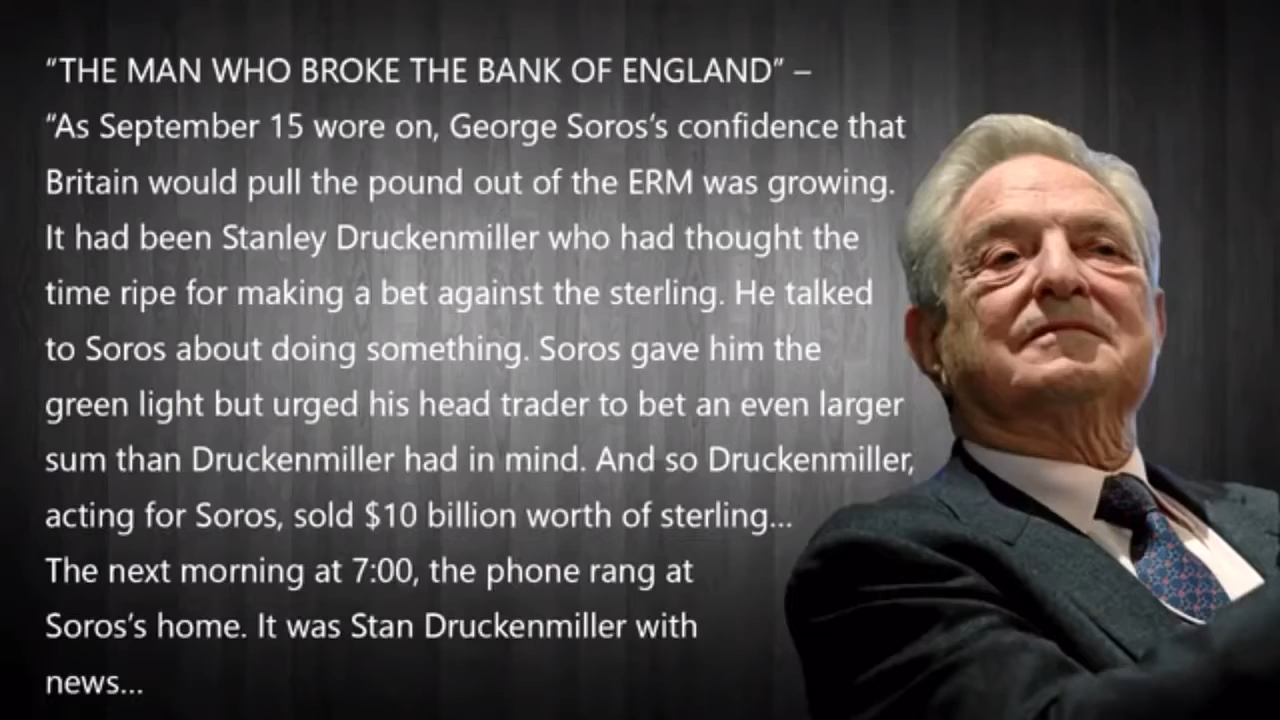 “THE MAN WHO BROKE THE BANK OF ENGLAND” –
“As September 15 wore on, George Soros’s confidence that
Britain would pull the pound out of the ERM was growing.
It had been Stanley Druckenmiller who had thought the
time ripe for making a bet against the sterling. He talked
to Soros about doing something. Soros gave him the
green light but urged his head trader to bet an even larger
sum than Druckenmiller had in mind. And so Druckenmiller,
acting for Soros, sold $10 billion worth of sterling...
The next morning at 7:00, the phone rang at
Soros’s home. It was Stan Druckenmiller with
news...